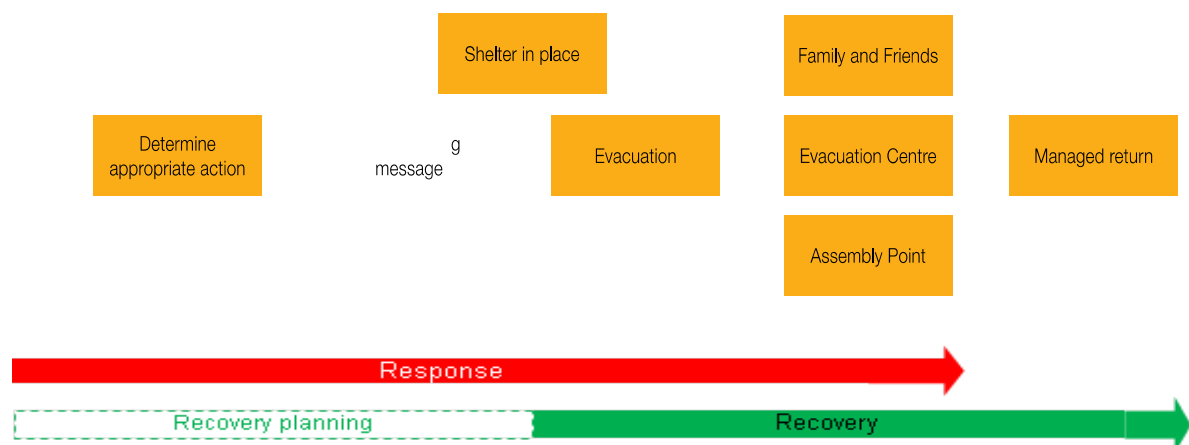 Shelter in place
Family and Friends
Determine
appropriate action
g
message
Evacuation
Evacuation Centre
Managed return
Assembly Point
Response
Recovery planning
Recovery